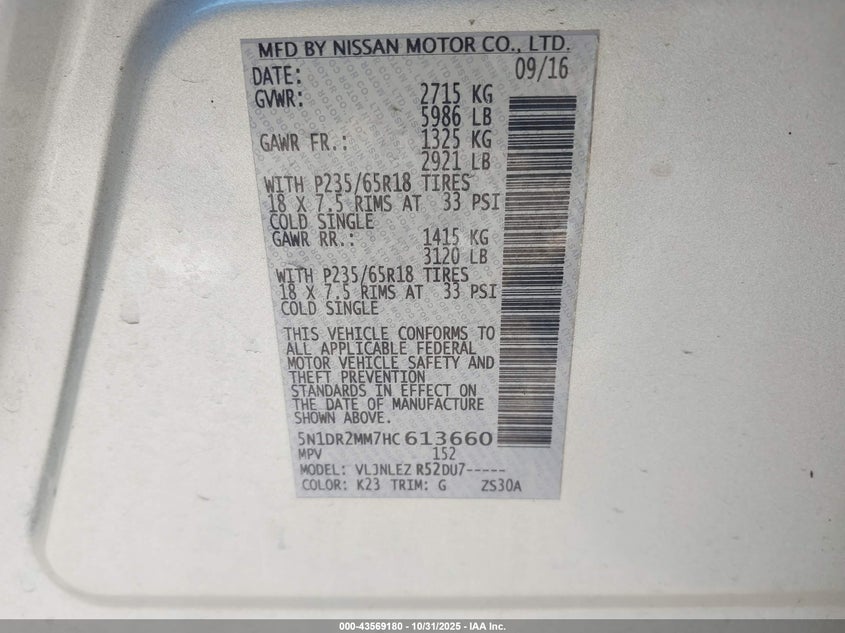 MFD BY NISSAN MOTOR CO., LTD.
DATE: 09/16
GVWR: 2715 KG
5986 LB
GAWR FR.: 1325 KG
2921 LB
WITH P235/65R18 TIRES
18 X 7.5 RIMS AT 33 PSI
COLD SINGLE
GAWR RR.: 1415 KG
3120 LB
WITH P235/65R18 TIRES
18 X 7.5 RIMS AT 33 PSI
COLD SINGLE
THIS VEHICLE CONFORMS TO
ALL APPLICABLE FEDERAL
MOTOR VEHICLE SAFETY AND
THEFT PREVENTION
STANDARDS IN EFFECT ON
THE DATE OF MANUFACTURE
SHOWN ABOVE.
5N1DR2MM7HC613660
MPV 152
MODEL: VLJNLEZ R52DU7-----
COLOR: K23 TRIM: G ZS30A
000-43569180 - 10/31/2025 - IAA Inc.